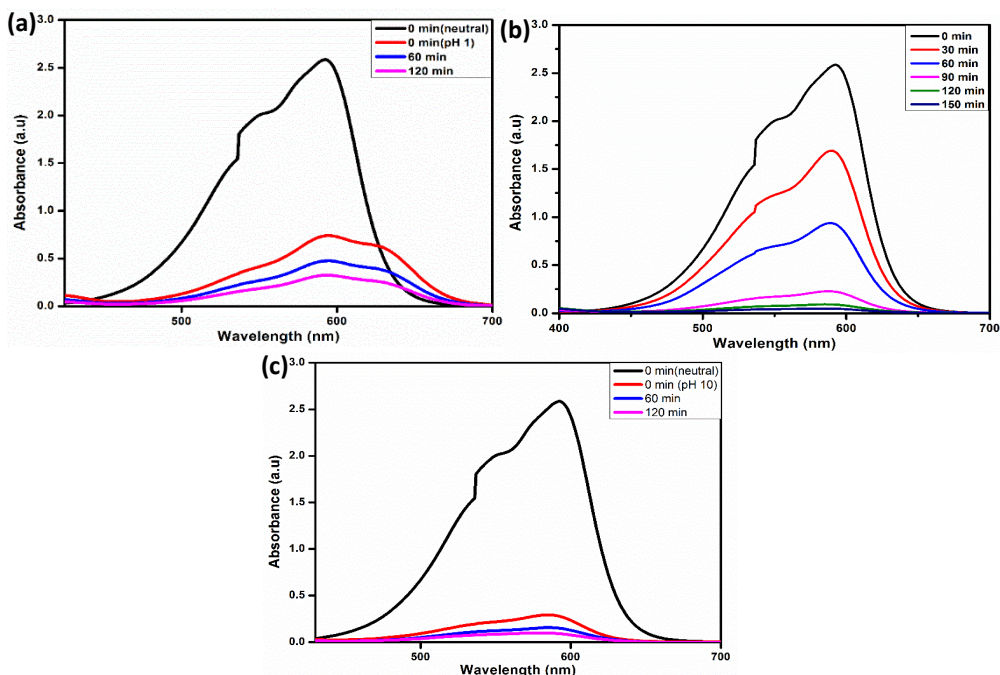 (a)
3.0
2.5
2.0
1.5
1.0
0.5
0.0
Absorbance (a.u)
0 min(neutral)
0 min(pH 1)
60 min
120 min
500
600
700
Wavelength (nm)
(b)
3.0
2.5
2.0
1.5
1.0
0.5
0.0
Absorbance (a.u)
0 min
30 min
60 min
90 min
120 min
150 min
400
500
600
700
Wavelength (nm)
(c)
3.0
2.5
2.0
1.5
1.0
0.5
0.0
Absorbance (a.u)
0 min(neutral)
0 min (pH 10)
60 min
120 min
500
600
700
Wavelength (nm)